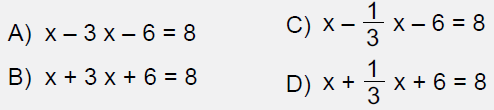 A) x – 3 x – 6 = 8
B) x + 3 x + 6 = 8
C) x – 1/3 x – 6 = 8
D) x + 1/3 x + 6 = 8